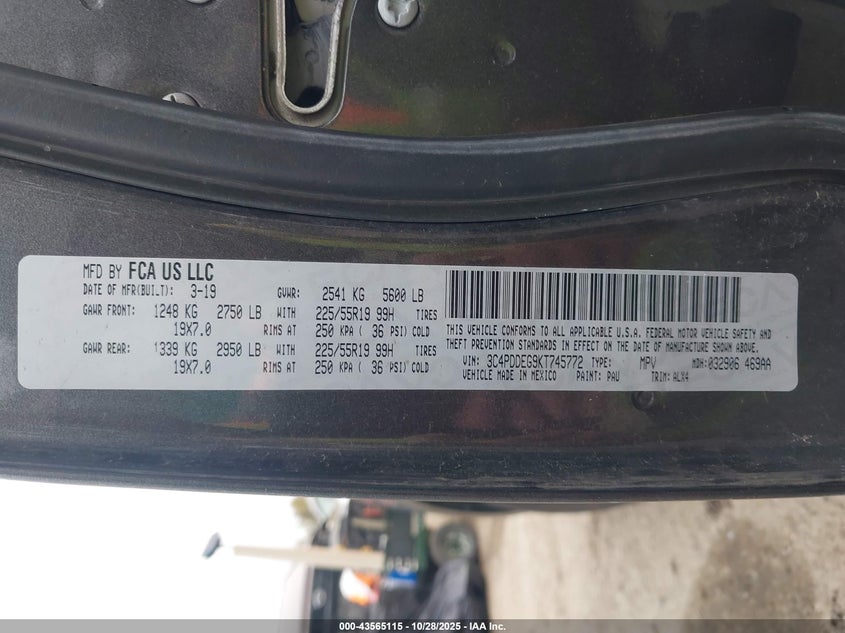 MFD BY FCA US LLC
DATE OF MFR(BUILT): 3-19 GVWR: 2541 KG 5600 LB
GAWR FRONT: 1248 KG 2750 LB WITH 225/55R19 99H TIRES
19X7.0 RIMS AT 250 KPA ( 36 PSI) COLD
GAWR REAR: 1339 KG 2950 LB WITH 225/55R19 99H TIRES
19X7.0 RIMS AT 250 KPA ( 36 PSI) COLD
THIS VEHICLE CONFORMS TO ALL APPLICABLE U.S.A. FEDERAL MOTOR VEHICLE SAFETY AND
THEFT PREVENTION STANDARDS IN EFFECT ON THE DATE OF MANUFACTURE SHOWN ABOVE.
VIN: 3C4PDDEG9KT745772 TYPE: MPV MDH:032906 469AA
VEHICLE MADE IN MEXICO PAINT: PAU TRIM: ALX4
000-43565115 | 10/28/2025 | IAA Inc.